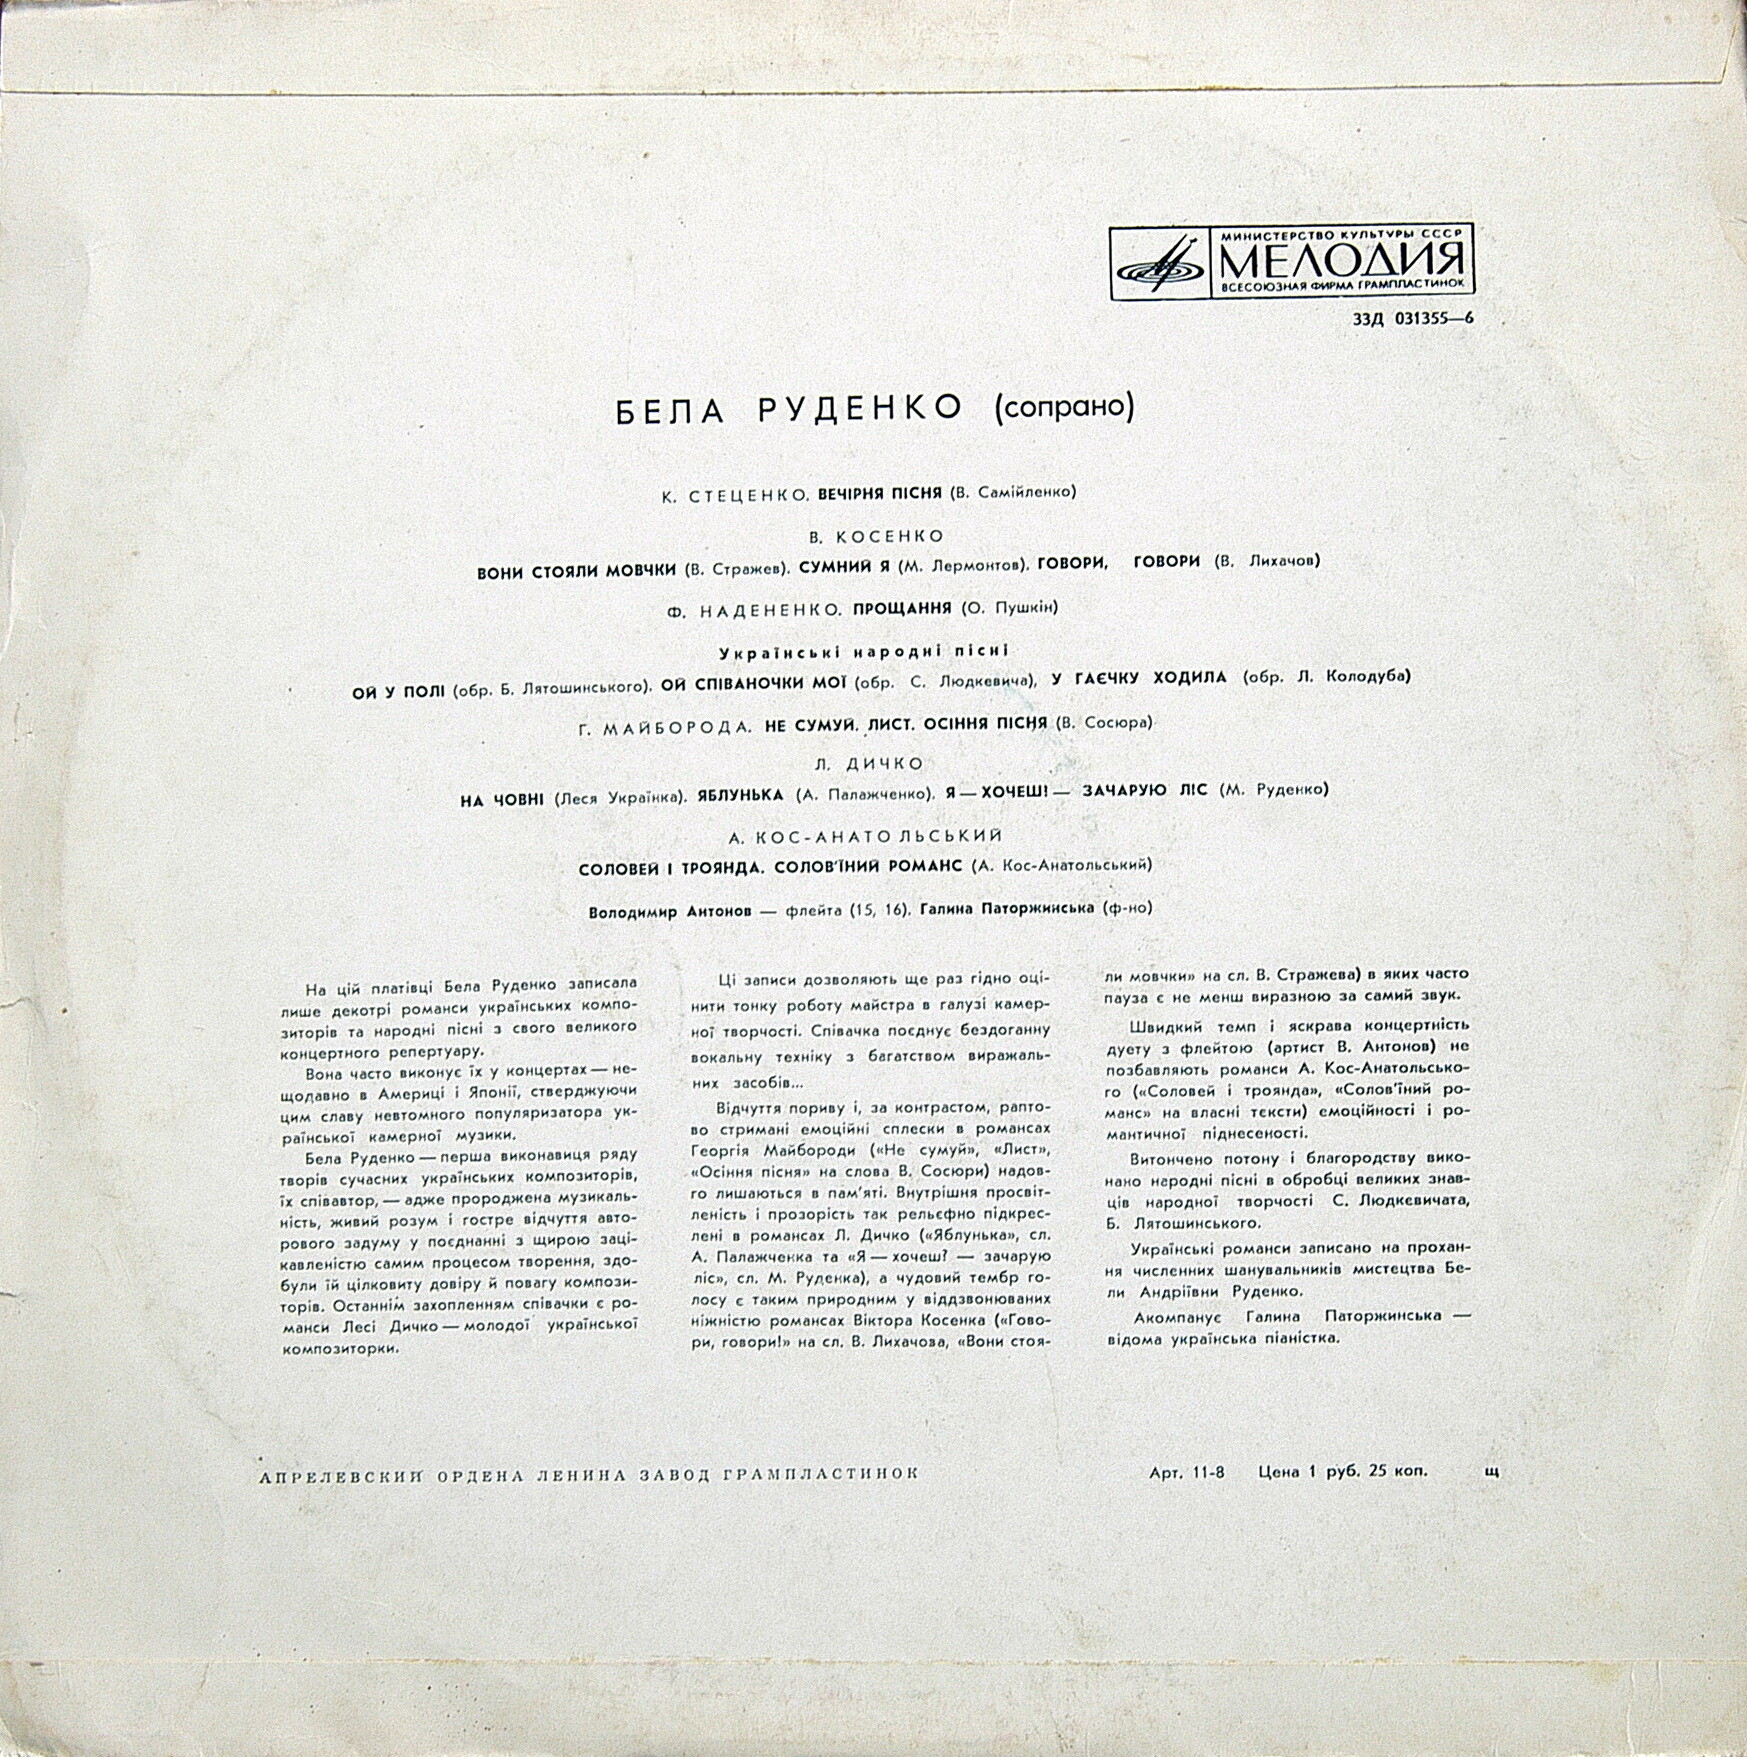 МИНИСТЕРСТВО КУЛЬТУРЫ СССР
МЕЛОДИЯ
ВСЕСОЮЗНАЯ ФИРМА ГРАМПЛАСТИНОК
33Д 031355—6
БЕЛА РУДЕНКО (сопрано)
К. СТЕЦЕНКО. ВЕЧІРНЯ ПІСНЯ (В. Самійленко)
В. КОСЕНКО
ВОНИ СТОЯЛИ МОВЧКИ (В. Стражев). СУМНИЙ Я (М. Лермонтов). ГОВОРИ, ГОВОРИ (В. Лихачов)
Ф. НАДЕНЕНКО. ПРОЩАННЯ (О. Пушкін)
Українські народні пісні
ОЙ У ПОЛІ (обр. Б. Лятошинського). ОЙ СПІВАНОЧКИ МОЇ (обр. С. Людкевича), У ГАЄЧКУ ХОДИЛА (обр. Л. Колодуба)
Г. МАЙБОРОДА. НЕ СУМУЙ. ЛИСТ. ОСІННЯ ПІСНЯ (В. Сосюра)
Л. ДИЧКО
НА ЧОВНІ (Леся Українка). ЯБЛУНЬКА (А. Палажченко). Я — ХОЧЕШ! — ЗАЧАРУЮ ЛІС (М. Руденко)
А. КОС-АНАТОЛЬСЬКИЙ
СОЛОВЕЙ І ТРОЯНДА. СОЛОВ'ЇНИЙ РОМАНС (А. Кос-Анатольський)
Володимир Антонов — флейта (15, 16). Галина Паторжинська (ф-но)
На цій платівці Бела Руденко записала
лише декотрі романси українських компо-
зиторів та народні пісні з свого великого
концертного репертуару.
Вона часто виконує їх у концертах — не-
щодавно в Америці і Японії, стверджуючи
цим славу невтомного популяризатора ук-
раїнської камерної музики.
Бела Руденко — перша виконавиця ряду
творів сучасних українських композиторів,
їх співавтор, — адже пророджена музикаль-
ність, живий розум і гостре відчуття авто-
рового задуму у поєднанні з щирою заці-
кавленістю самим процесом творення, здо-
були їй цілковиту довіру й повагу компози-
торів. Останнім захопленням співачки є ро-
манси Лесі Дичко — молодої української
композиторки.
Ці записи дозволяють ще раз гідно оці-
нити тонку роботу майстра в галузі камер-
ної творчості. Співачка поєднує бездоганну
вокальну техніку з багатством виражаль-
них засобів...
Відчуття пориву і, за контрастом, рапто-
во стримані емоційні сплески в романсах
Георгія Майбороди («Не сумуй», «Лист»,
«Осіння пісня» на слова В. Сосюри) надов-
го лишаються в пам'яті. Внутрішня просвіт-
леність і прозорість так рельєфно підкрес-
лені в романсах Л. Дичко («Яблунька», сл.
А. Палажченка та «Я — хочеш? — зачарую
ліс», сл. М. Руденка), а чудовий тембр го-
лосу є таким природним у віддзвонюваних
ніжністю романсах Віктора Косенка («Гово-
ри, говори!» на сл. В. Лихачова, «Вони стоя-
ли мовчки» на сл. В. Стражева) в яких часто
пауза є не менш виразною за самий звук.
Швидкий темп і яскрава концертність
дуету з флейтою (артист В. Антонов) не
позбавляють романси А. Кос-Анатольсько-
го («Соловей і троянда», «Солов'їний ро-
манс» на власні тексти) емоційності і ро-
мантичної піднесеності.
Витончено потону і благородству вико-
нано народні пісні в обробці великих знав-
ців народної творчості С. Людкевичата,
Б. Лятошинського.
Українські романси записано на прохан-
ня численних шанувальників мистецтва Бе-
ли Андріївни Руденко.
Акомпанує Галина Паторжинська —
відома українська піаністка.
АПРЕЛЕВСКИЙ ОРДЕНА ЛЕНИНА ЗАВОД ГРАМПЛАСТИНОК
Арт. 11-8 Цена 1 руб. 25 коп. щ